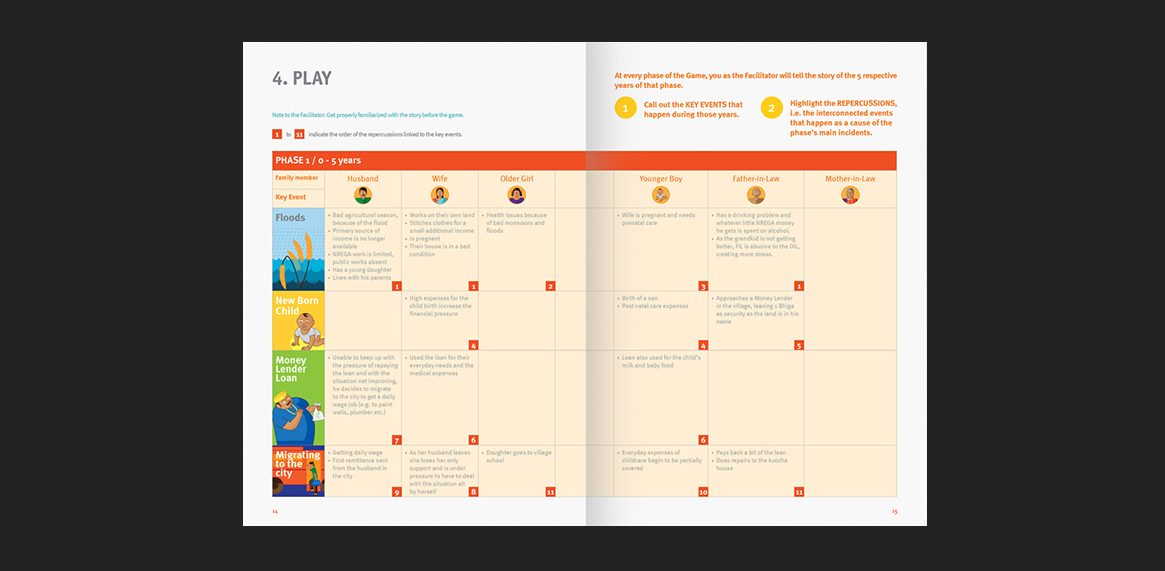 4. PLAY
Note to the Facilitator: Get properly familiarized with the story before the game.
1 to 11 indicate the order of the repercussions linked to the key events.
At every phase of the Game, you as the Facilitator will tell the story of the 5 respective
years of that phase.
1
Call out the KEY EVENTS that
happen during those years.
2
Highlight the REPERCUSSIONS,
i.e. the interconnected events
that happen as a cause of the
phase's main incidents.
PHASE 1 / 0 - 5 years
Family member
Key Event
Husband
Wife
Older Girl
Younger Boy
Father-in-Law
Mother-in-Law
Floods
• Bad agricultural season,
because of the flood
• Primary source of
income is no longer
available
• NREGA work is limited,
public works absent
• Has a young daughter
• Lives with his parents
1
• Works on their own land
• Stitches clothes for a
small additional income
• Is pregnant
• Their house is in a bad
condition
1
• Health issues because
of bad monsoons and
floods
2
• Wife is pregnant and needs
prenatal care
3
• Has a drinking problem and
whatever little NREGA money
he gets is spent on alcohol.
• As the grandkid is not getting
better, FIL is abusive to the DIL,
creating more stress.
1
New Born
Child
• High expenses for the
child birth increase the
financial pressure
4
• Birth of a son
• Post natal care expenses
4
• Approaches a Money Lender
in the village, leaving 1 Bhiga
as security as the land is in his
name
5
Money
Lender
Loan
• Unable to keep up with
the pressure of repaying
the loan and with the
situation not improving,
he decides to migrate
to the city to get a daily
wage job (e.g. to paint
walls, plumber etc.)
7
• Used the loan for their
everyday needs and the
medical expenses
6
• Loan also used for the child's
milk and baby food
6
Migrating
to the
city
• Getting daily wage
• First remittance sent
from the husband in
the city
9
• As her husband leaves
she loses her only
support and is under
pressure to have to deal
with the situation all
by herself
8
• Daughter goes to village
school
11
• Everyday expenses of
childcare begin to be partially
covered
10
• Pays back a bit of the loan
• Does repairs to the kuccha
house
11
14
15